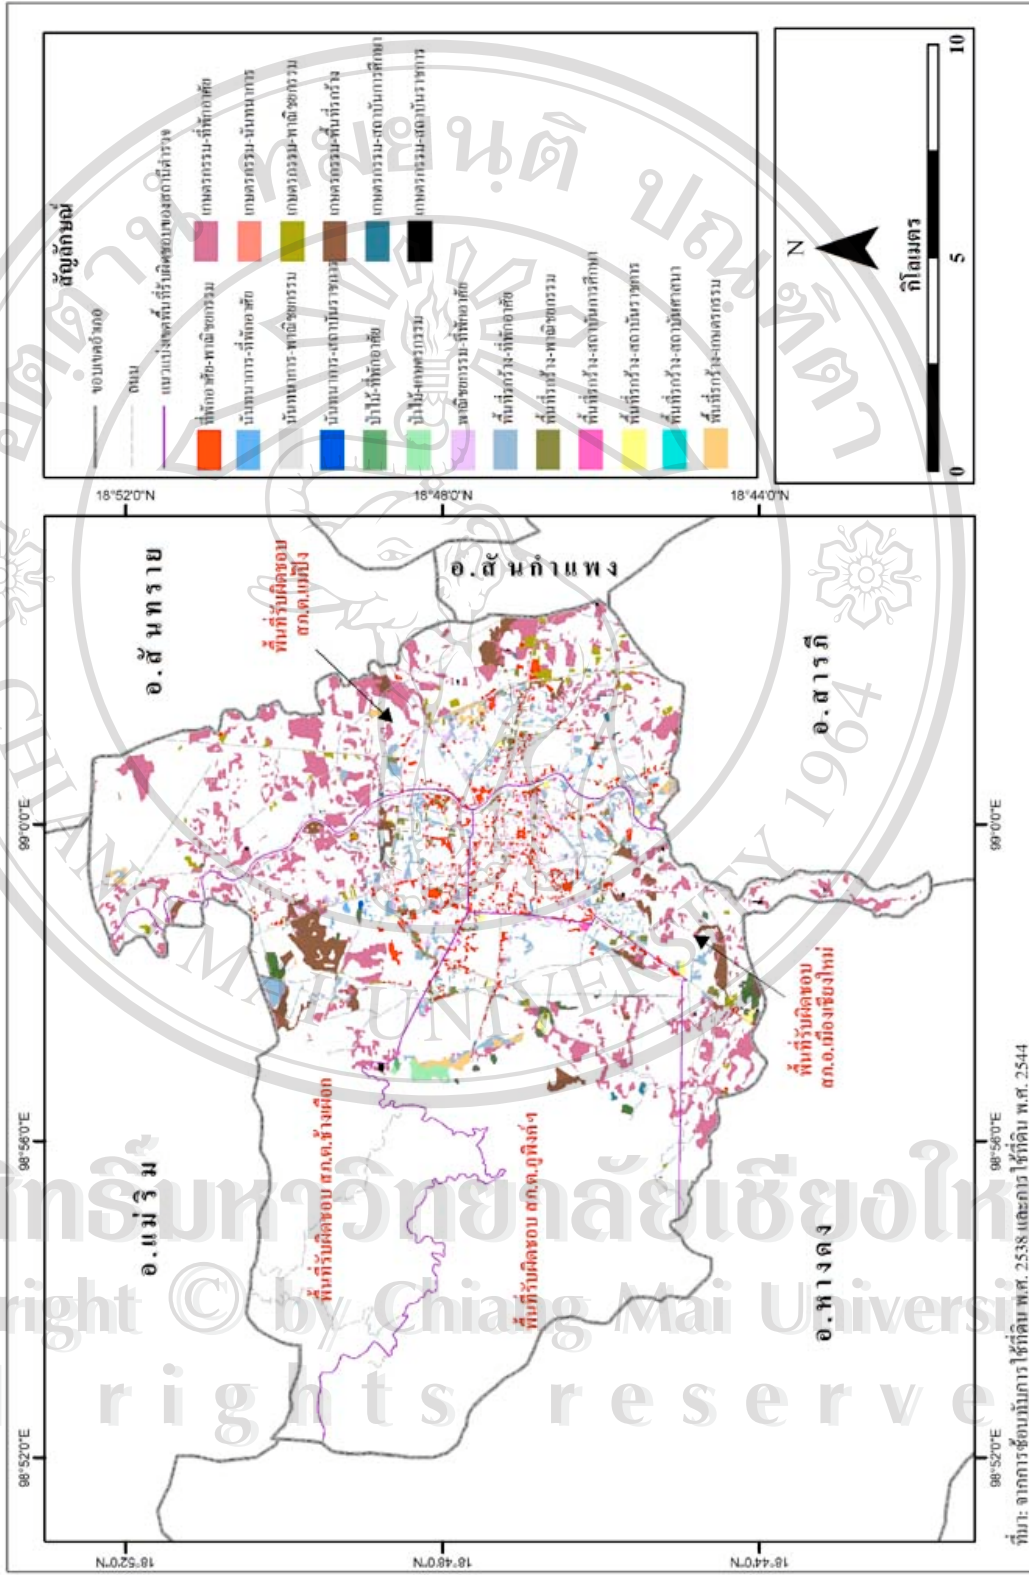 สัญลักษณ์
ขอบเขตอำเภอ
ถนน
แนวแบ่งเขตพื้นที่รับผิดชอบของสถานีตำรวจ
ที่พักอาศัย-พาณิชยกรรม
นันทนาการ-ที่พักอาศัย
นันทนาการ-พาณิชยกรรม
นันทนาการ-สถาบันราชการ
ป่าไม้-ที่พักอาศัย
ป่าไม้-เกษตรกรรม
พาณิชยกรรม-ที่พักอาศัย
พื้นที่รกร้าง-ที่พักอาศัย
พื้นที่รกร้าง-พาณิชยกรรม
พื้นที่รกร้าง-สถาบันการศึกษา
พื้นที่รกร้าง-สถาบันราชการ
พื้นที่รกร้าง-สถาบันศาสนา
พื้นที่รกร้าง-เกษตรกรรม
เกษตรกรรม-ที่พักอาศัย
เกษตรกรรม-นันทนาการ
เกษตรกรรม-พาณิชยกรรม
เกษตรกรรม-พื้นที่รกร้าง
เกษตรกรรม-สถาบันการศึกษา
เกษตรกรรม-สถาบันราชการ
N
กิโลเมตร
0 5 10
98°52'0"E 98°56'0"E 99°0'0"E
18°52'0"N
18°48'0"N
18°44'0"N
อ.แม่ริม
อ.สันทราย
อ.สันกำแพง
อ.สารภี
อ.หางดง
พื้นที่รับผิดชอบ
สภ.ต.แม่ปิง
พื้นที่รับผิดชอบ สภ.ต.ช้างเผือก
พื้นที่รับผิดชอบ สภ.ต.ภูพิงค์ฯ
พื้นที่รับผิดชอบ
สภ.อ.เมืองเชียงใหม่
18°52'0"N
18°48'0"N
18°44'0"N
98°52'0"E 98°56'0"E 99°0'0"E
ที่มา: จากการซ้อนทับการใช้ที่ดิน พ.ศ. 2538 และการใช้ที่ดิน พ.ศ. 2544
CHIANG MAI UNIVERSITY 1964
ทธิ์มหาวิทยาลัยเชียงให
right © by Chiang Mai Universi
rights reserve